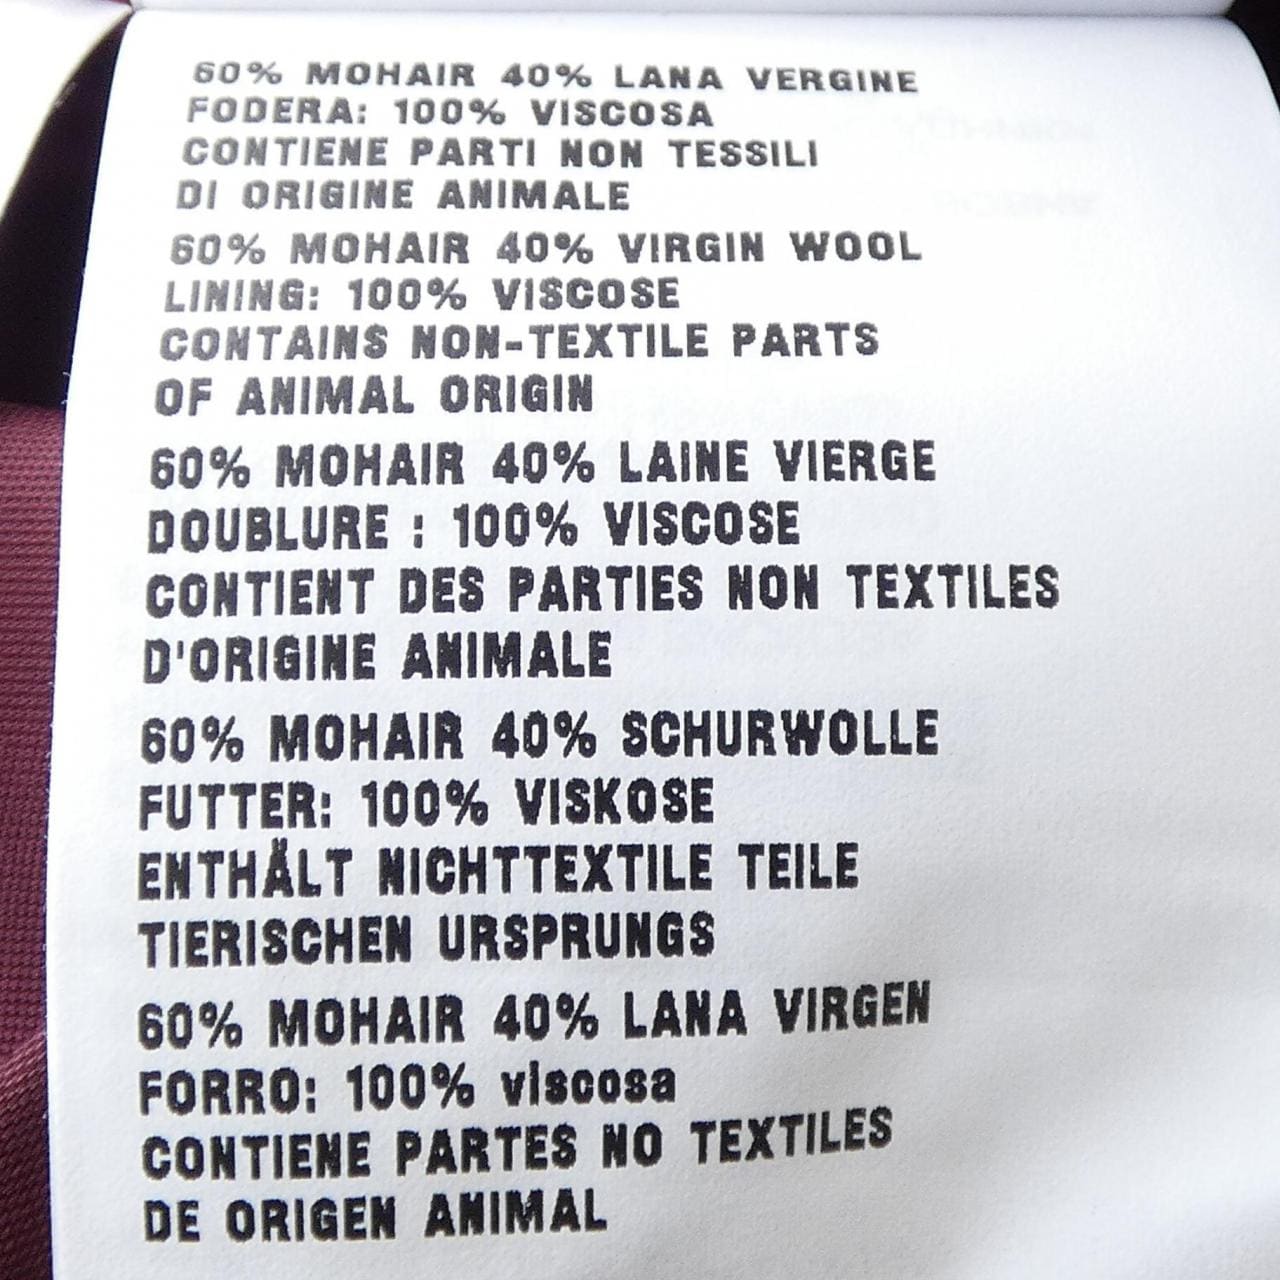 60% MOHAIR 40% LANA VERGINE
FODERA: 100% VISCOSA
CONTIENE PARTI NON TESSILI
DI ORIGINE ANIMALE
60% MOHAIR 40% VIRGIN WOOL
LINING: 100% VISCOSE
CONTAINS NON-TEXTILE PARTS
OF ANIMAL ORIGIN
60% MOHAIR 40% LAINE VIERGE
DOUBLURE : 100% VISCOSE
CONTIENT DES PARTIES NON TEXTILES
D'ORIGINE ANIMALE
60% MOHAIR 40% SCHURWOLLE
FUTTER: 100% VISKOSE
ENTHÄLT NICHTTEXTILE TEILE
TIERISCHEN URSPRUNGS
60% MOHAIR 40% LANA VIRGEN
FORRO: 100% viscosa
CONTIENE PARTES NO TEXTILES
DE ORIGEN ANIMAL